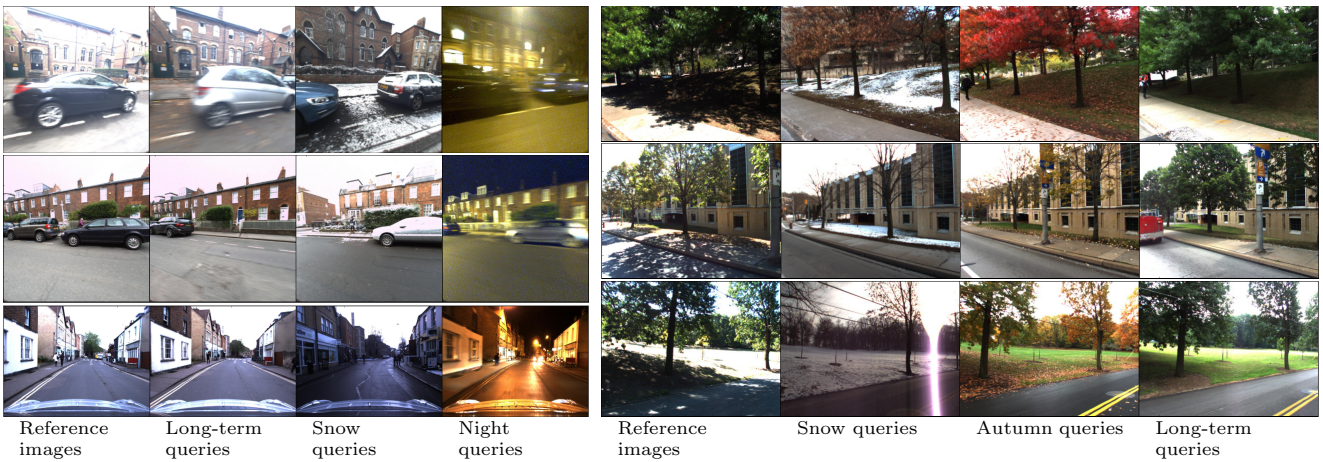 Reference images
Long-term queries
Snow queries
Night queries
Reference images
Snow queries
Autumn queries
Long-term queries